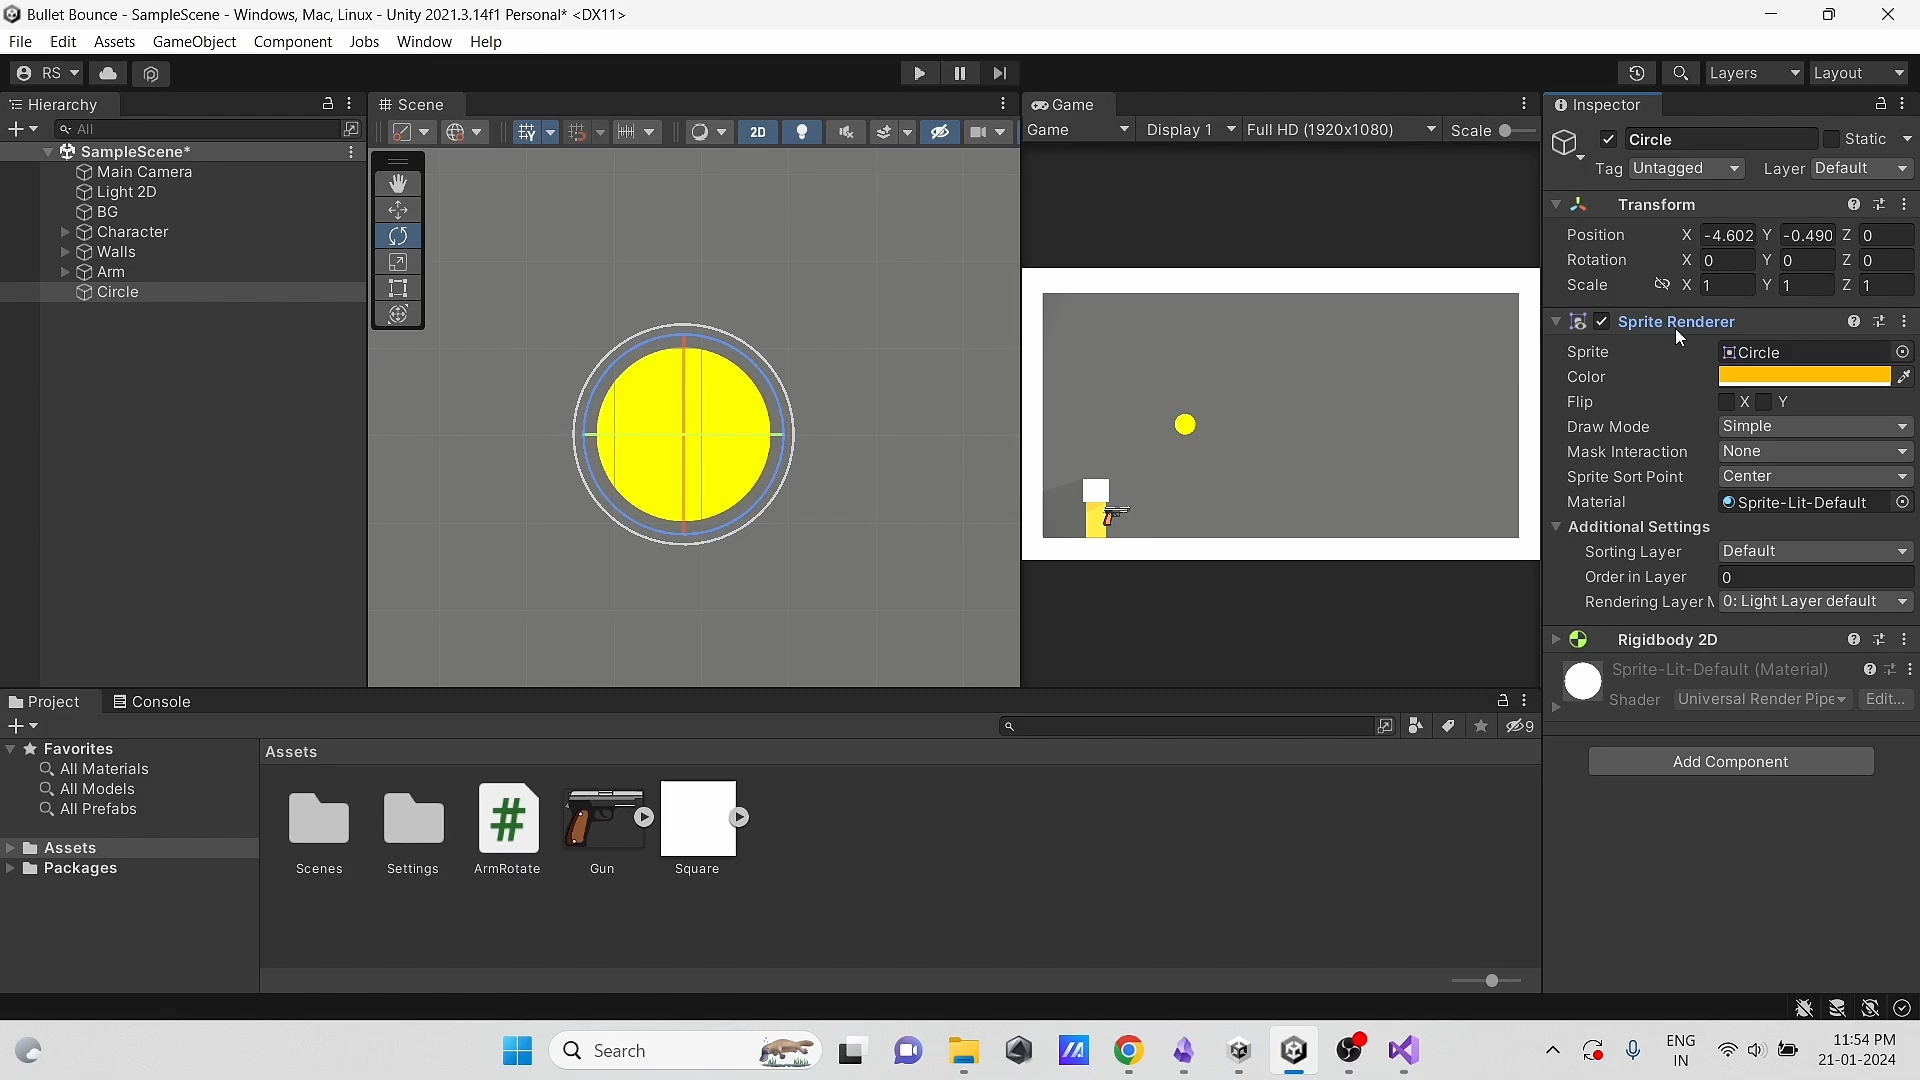 Bullet Bounce - SampleScene - Windows, Mac, Linux - Unity 2021.3.14f1 Personal* <DX11>
File Edit Assets GameObject Component Jobs Window Help
RS Layers Layout
Hierarchy Scene Game Inspector
All 2D Game Display 1 Full HD (1920x1080) Scale Circle Static
SampleScene*
Tag Untagged Layer Default
Main Camera
Light 2D
BG
Character
Walls
Arm
Circle
Transform
Position X -4.602 Y -0.490 Z 0
Rotation X 0 Y 0 Z 0
Scale X 1 Y 1 Z 1
Sprite Renderer
Sprite Circle
Color
Flip X Y
Draw Mode Simple
Mask Interaction None
Sprite Sort Point Center
Material Sprite-Lit-Default
Additional Settings
Sorting Layer Default
Order in Layer 0
Rendering Layer M 0: Light Layer default
Rigidbody 2D
Sprite-Lit-Default (Material)
Shader Universal Render Pipe Edit...
Add Component
Project Console
9
Favorites
All Materials
All Models
All Prefabs
Assets
Packages
Assets
Scenes Settings ArmRotate Gun Square
Search
ENG
IN
11:54 PM
21-01-2024